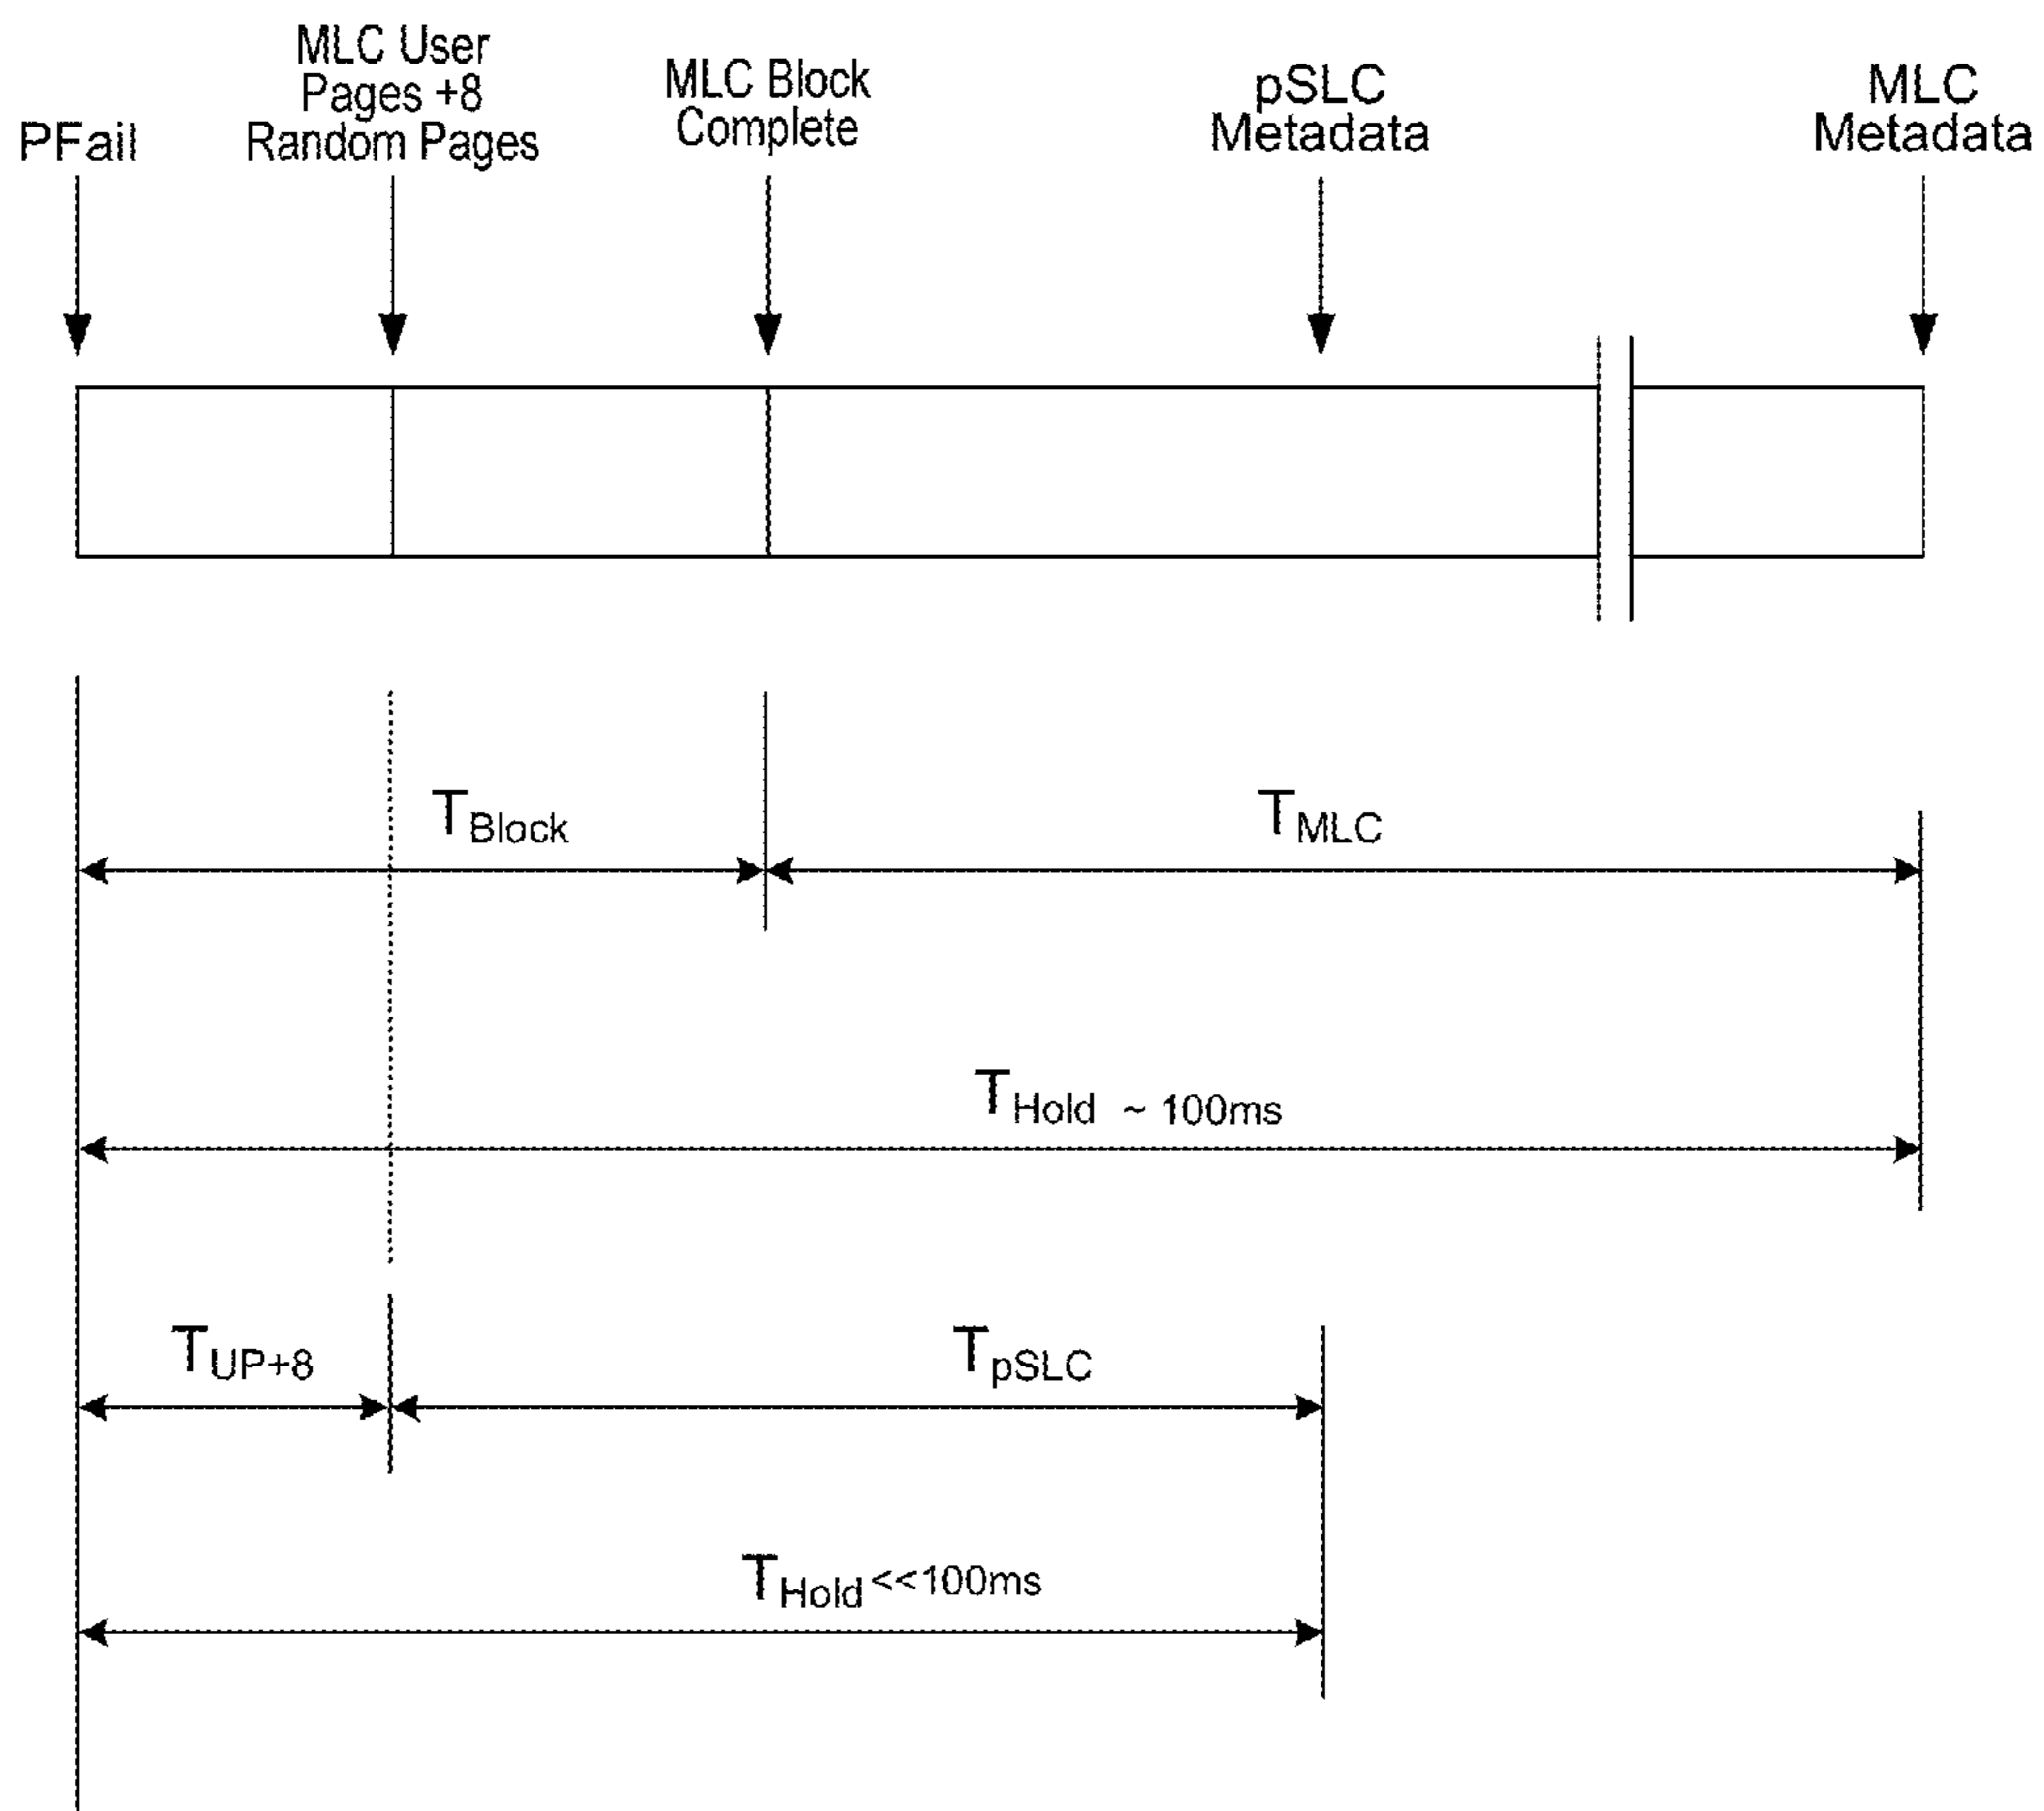 PFail
MLC User
Pages +8
Random Pages
MLC Block
Complete
pSLC
Metadata
MLC
Metadata
TBlock
TMLC
THold ~ 100ms
TUP+8
TpSLC
THold <<100ms